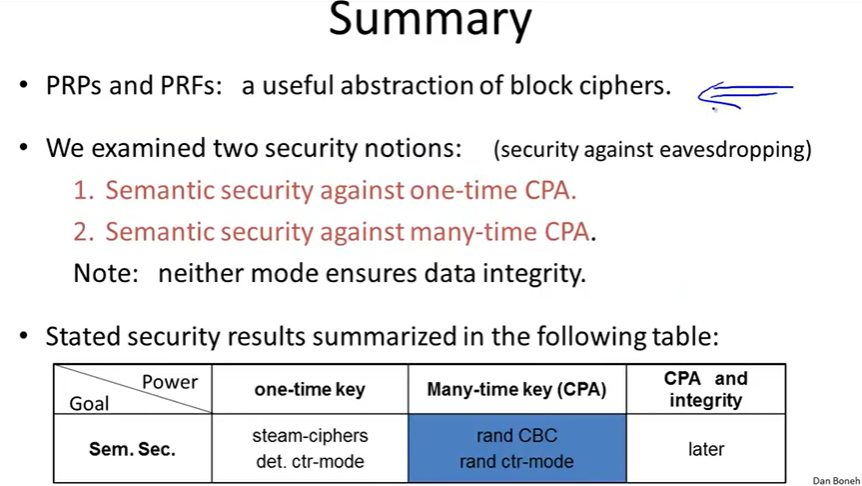 Summary
• PRPs and PRFs: a useful abstraction of block ciphers.
• We examined two security notions: (security against eavesdropping)
1. Semantic security against one-time CPA.
2. Semantic security against many-time CPA.
Note: neither mode ensures data integrity.
• Stated security results summarized in the following table:
Power
Goal
one-time key
Many-time key (CPA)
CPA and
integrity
Sem. Sec.
steam-ciphers
det. ctr-mode
rand CBC
rand ctr-mode
later
Dan Boneh